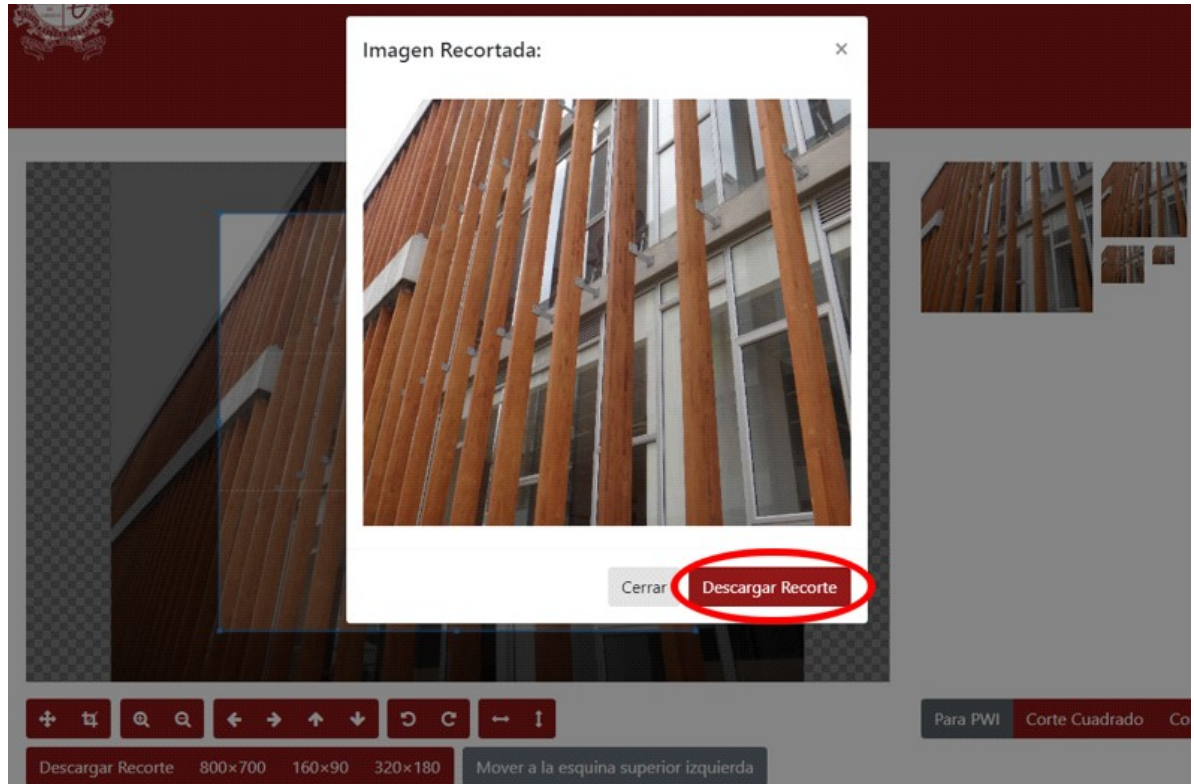 Imagen Recortada:
×
Cerrar
Descargar Recorte
Para PWI
Corte Cuadrado
Descargar Recorte
800×700
160×90
320×180
Mover a la esquina superior izquierda